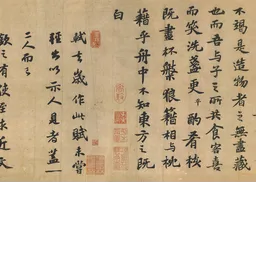 不竭是造物者之無盡藏
也而吾與子之所共食客喜
而笑洗盞更平酌肴核
既盡杯槃狼籍相與枕
藉乎舟中不知東方之既
白
軾去歲作此賦未嘗
輕出以示人見者蓋一
二人而已
欽之有使至求近文